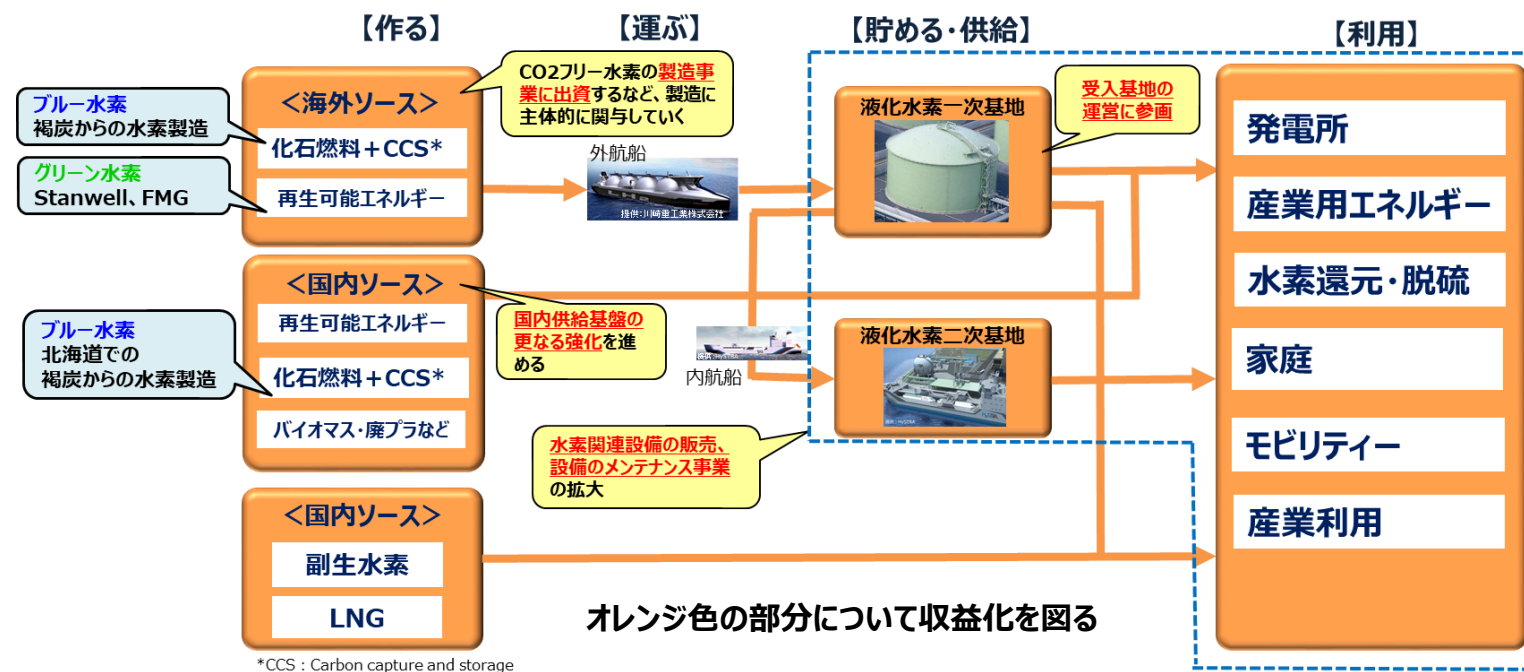 【作る】
【運ぶ】
【貯める・供給】
【利用】
ブルー水素
褐炭からの水素製造
グリーン水素
Stanwell、FMG
<海外ソース>
化石燃料+CCS*
再生可能エネルギー
CO2フリー水素の製造事
業に出資するなど、製造に
主体的に関与していく
外航船
提供:川崎重工業株式会社
液化水素一次基地
受入基地の
運営に参画
発電所
産業用エネルギー
水素還元・脱硫
家庭
モビリティー
産業利用
ブルー水素
北海道での
褐炭からの水素製造
<国内ソース>
再生可能エネルギー
化石燃料+CCS*
バイオマス・廃プラなど
国内供給基盤の
更なる強化を進
める
提供:HySTRA
内航船
液化水素二次基地
提供:HySTRA
水素関連設備の販売、
設備のメンテナンス事業
の拡大
<国内ソース>
副生水素
LNG
オレンジ色の部分について収益化を図る
*CCS : Carbon capture and storage